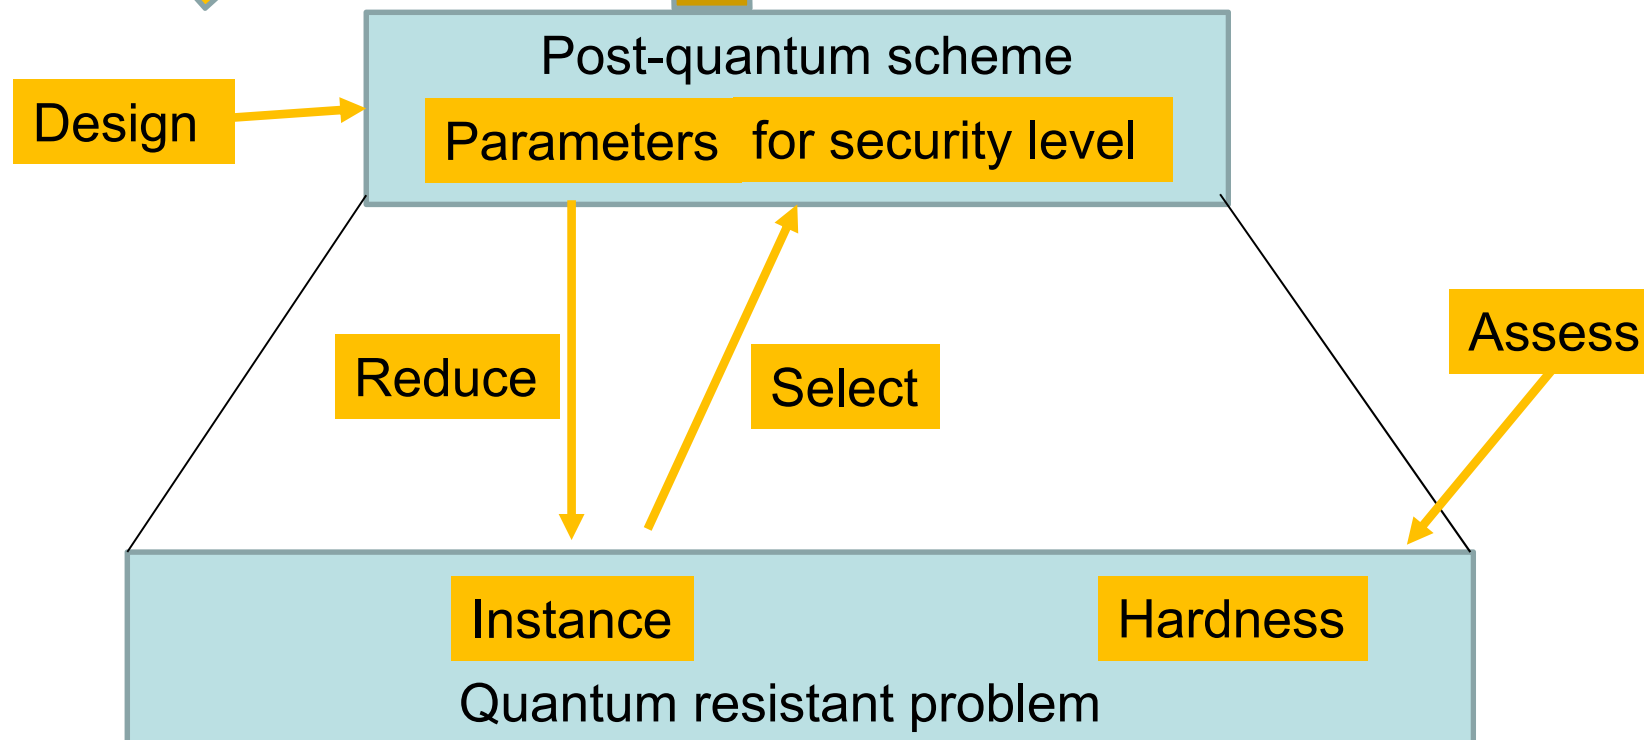 Post-quantum scheme
Design
Parameters for security level
Assess
Reduce
Select
Instance
Hardness
Quantum resistant problem